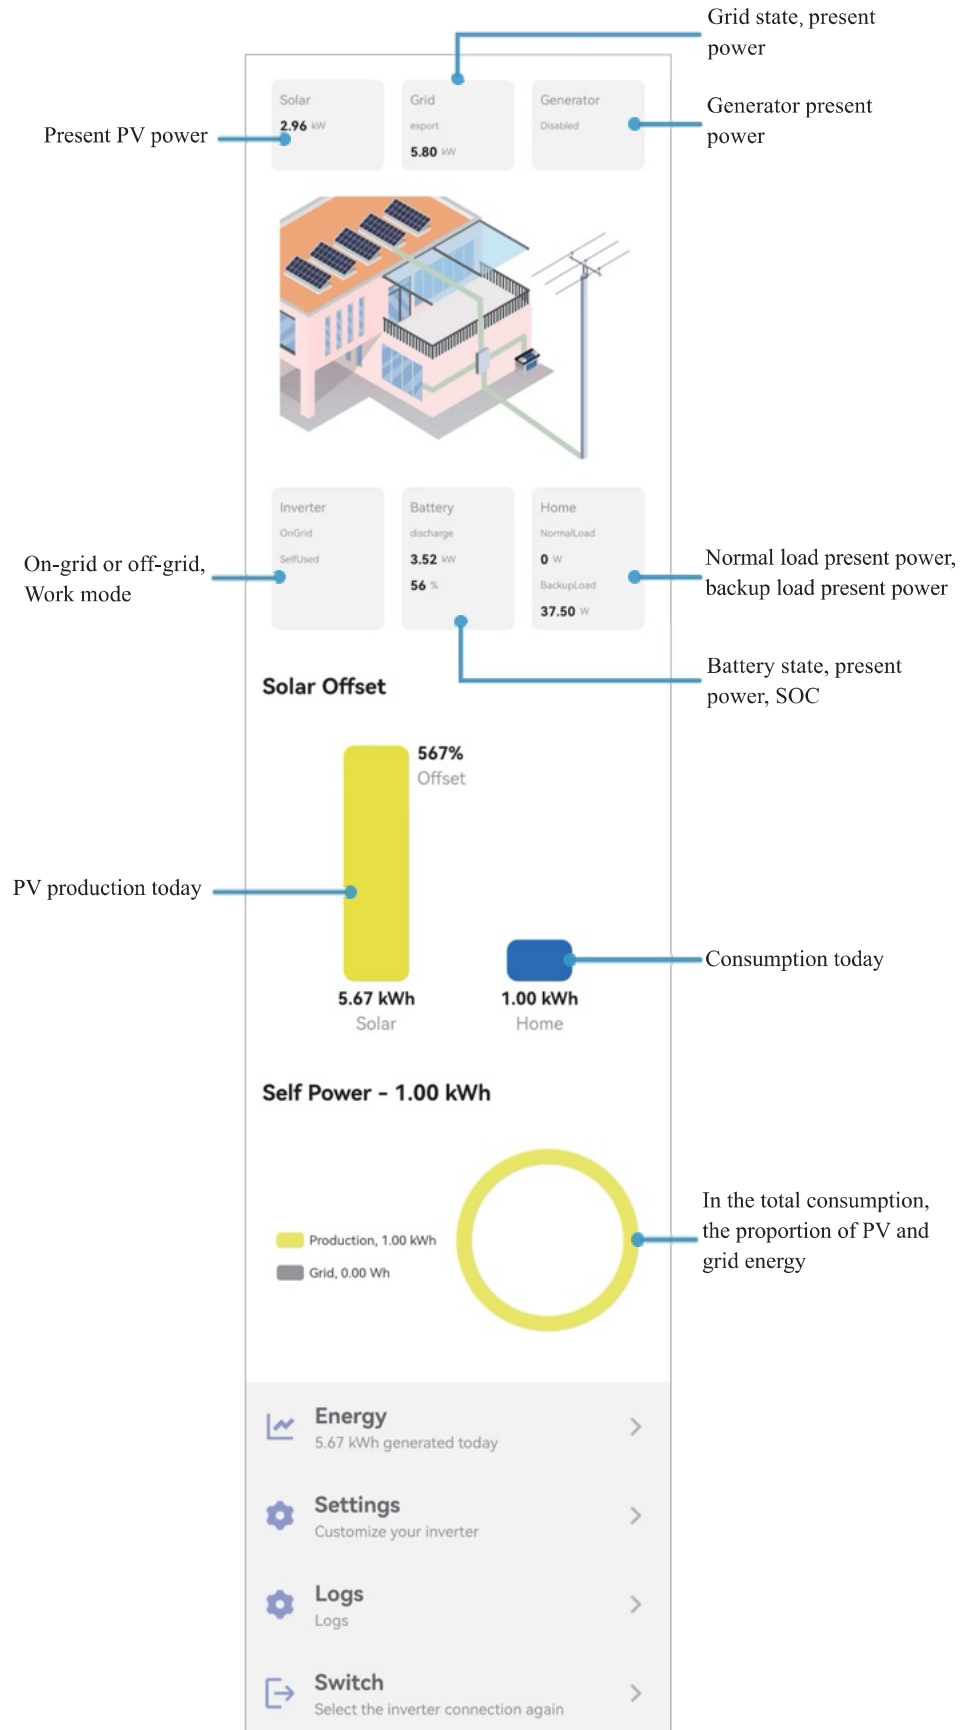 Grid state, present
power
Solar
2.96 kW
Grid
export
5.80 kW
Generator
Disabled
Present PV power
Generator present
power
Inverter
OnGrid
SelfUsed
Battery
discharge
3.52 kW
56 %
Home
NormalLoad
0 W
BackupLoad
37.50 W
On-grid or off-grid,
Work mode
Normal load present power,
backup load present power
Battery state, present
power, SOC
Solar Offset
567%
Offset
PV production today
Consumption today
5.67 kWh
Solar
1.00 kWh
Home
Self Power - 1.00 kWh
Production, 1.00 kWh
Grid, 0.00 Wh
In the total consumption,
the proportion of PV and
grid energy
Energy
5.67 kWh generated today
Settings
Customize your inverter
Logs
Logs
Switch
Select the inverter connection again